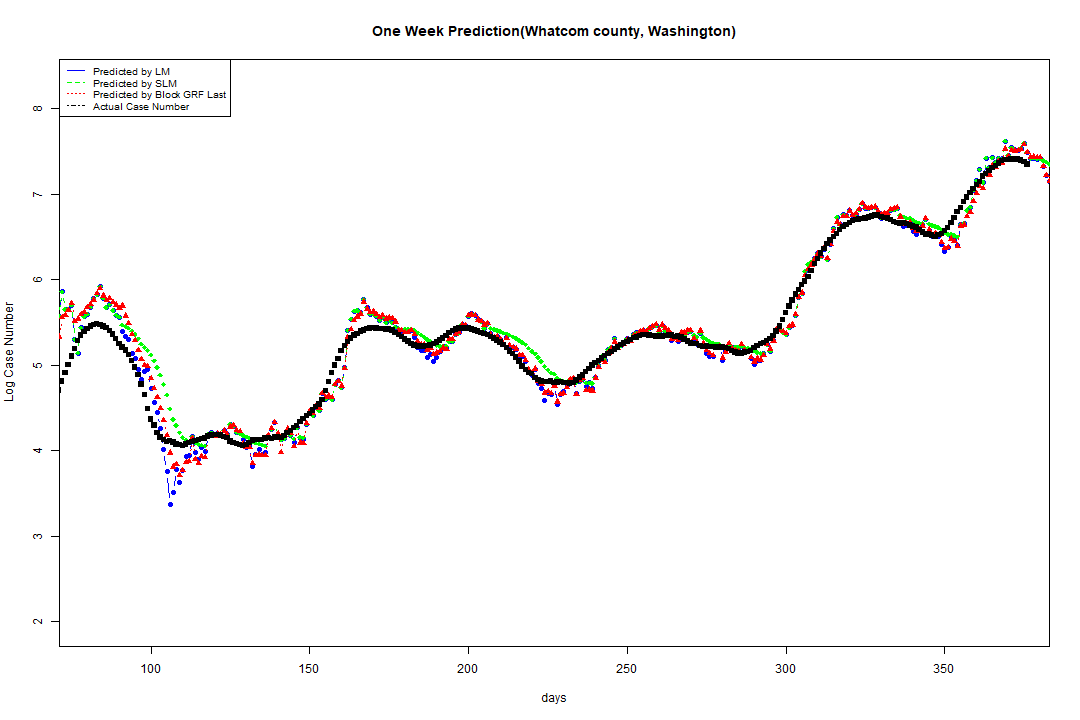 One Week Prediction(Whatcom county, Washington)
Predicted by LM
Predicted by SLM
Predicted by Block GRF Last
Actual Case Number
Log Case Number
8
7
6
5
4
3
2
100 150 200 250 300 350
days